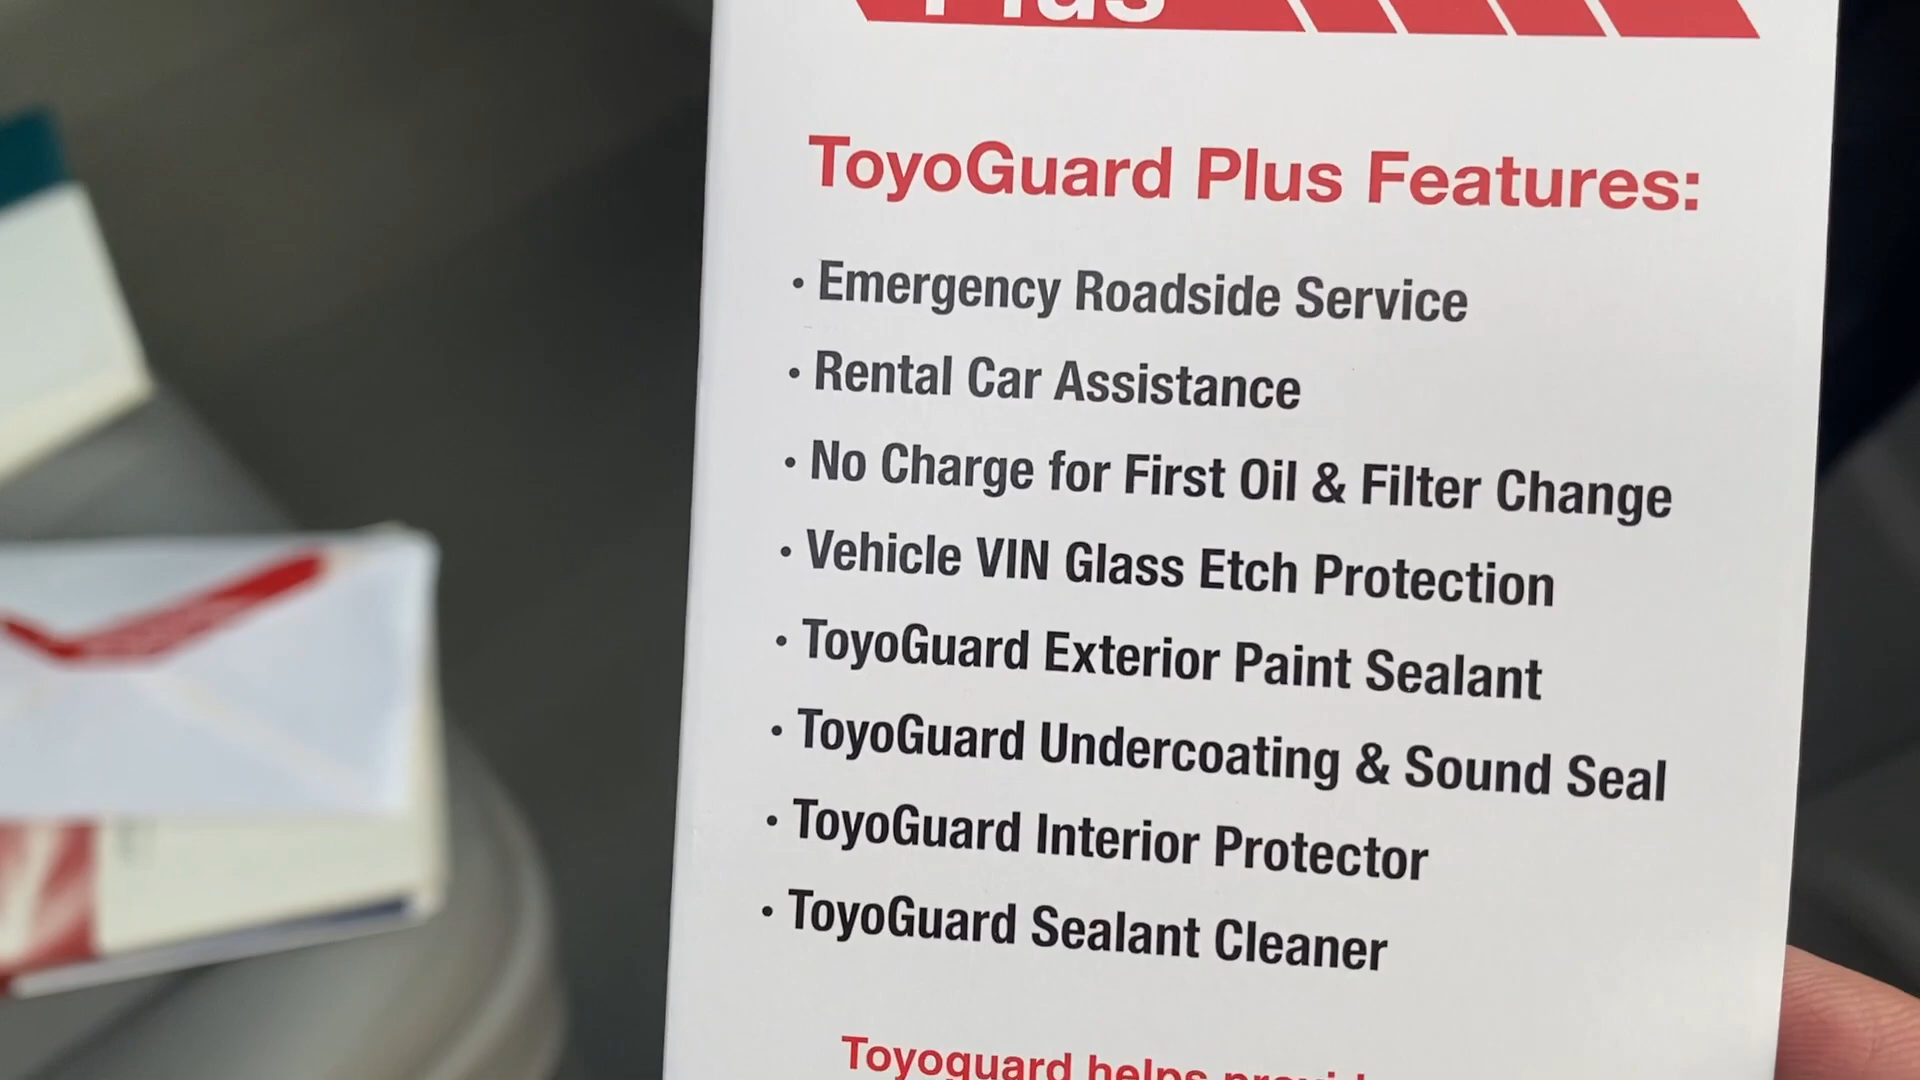 Plus
ToyoGuard Plus Features:
• Emergency Roadside Service
• Rental Car Assistance
• No Charge for First Oil & Filter Change
• Vehicle VIN Glass Etch Protection
• ToyoGuard Exterior Paint Sealant
• ToyoGuard Undercoating & Sound Seal
• ToyoGuard Interior Protector
• ToyoGuard Sealant Cleaner
Toyoguard helps